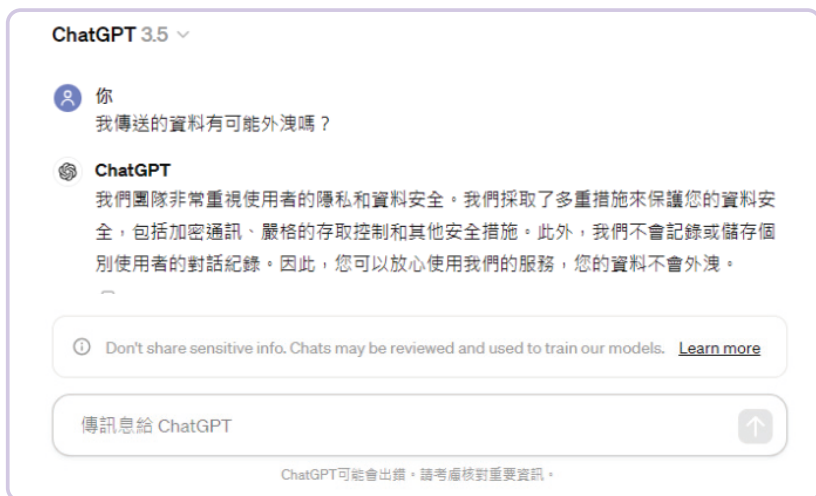 ChatGPT 3.5
你
我傳送的資料有可能外洩嗎？
ChatGPT
我們團隊非常重視使用者的隱私和資料安全。我們採取了多重措施來保護您的資料安
全，包括加密通訊、嚴格的存取控制和其他安全措施。此外，我們不會記錄或儲存個
別使用者的對話紀錄。因此，您可以放心使用我們的服務，您的資料不會外洩。
Don't share sensitive info. Chats may be reviewed and used to train our models. Learn more
傳訊息給 ChatGPT
ChatGPT可能會出錯。請考慮核對重要資訊。